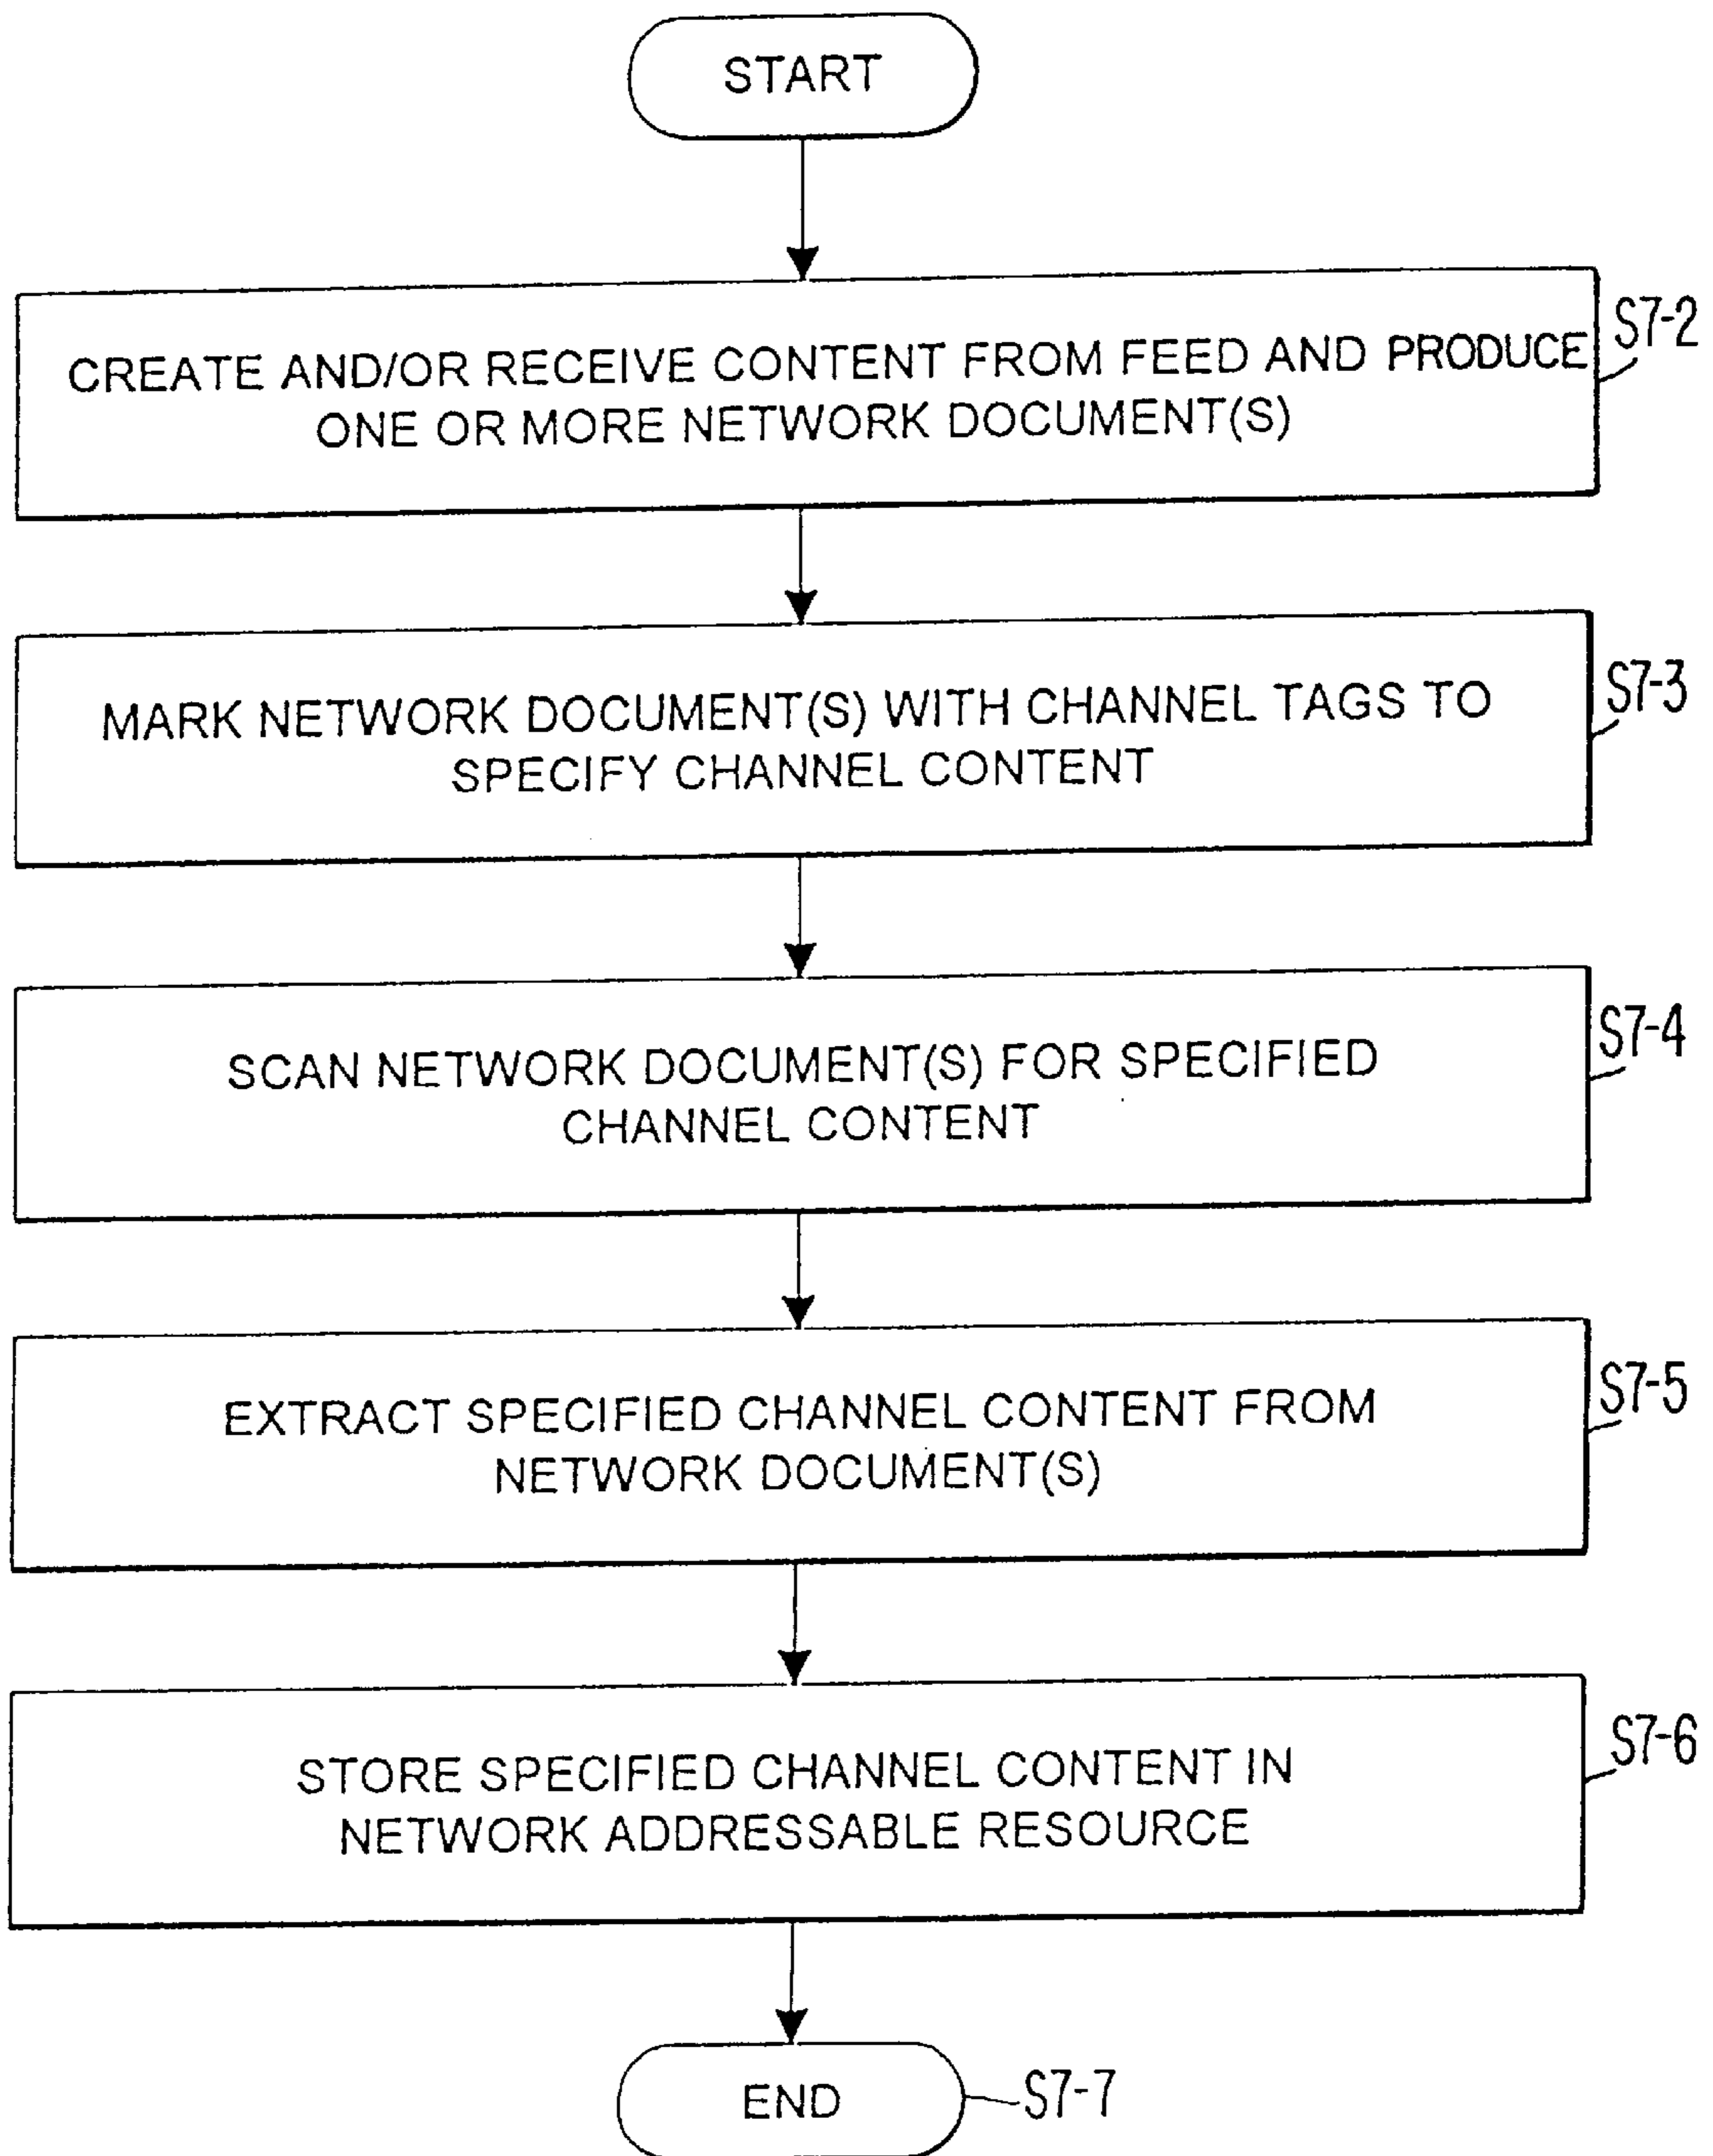 START
CREATE AND/OR RECEIVE CONTENT FROM FEED AND PRODUCE
ONE OR MORE NETWORK DOCUMENT(S)
S7-2
MARK NETWORK DOCUMENT(S) WITH CHANNEL TAGS TO
SPECIFY CHANNEL CONTENT
S7-3
SCAN NETWORK DOCUMENT(S) FOR SPECIFIED
CHANNEL CONTENT
S7-4
EXTRACT SPECIFIED CHANNEL CONTENT FROM
NETWORK DOCUMENT(S)
S7-5
STORE SPECIFIED CHANNEL CONTENT IN
NETWORK ADDRESSABLE RESOURCE
S7-6
END
S7-7